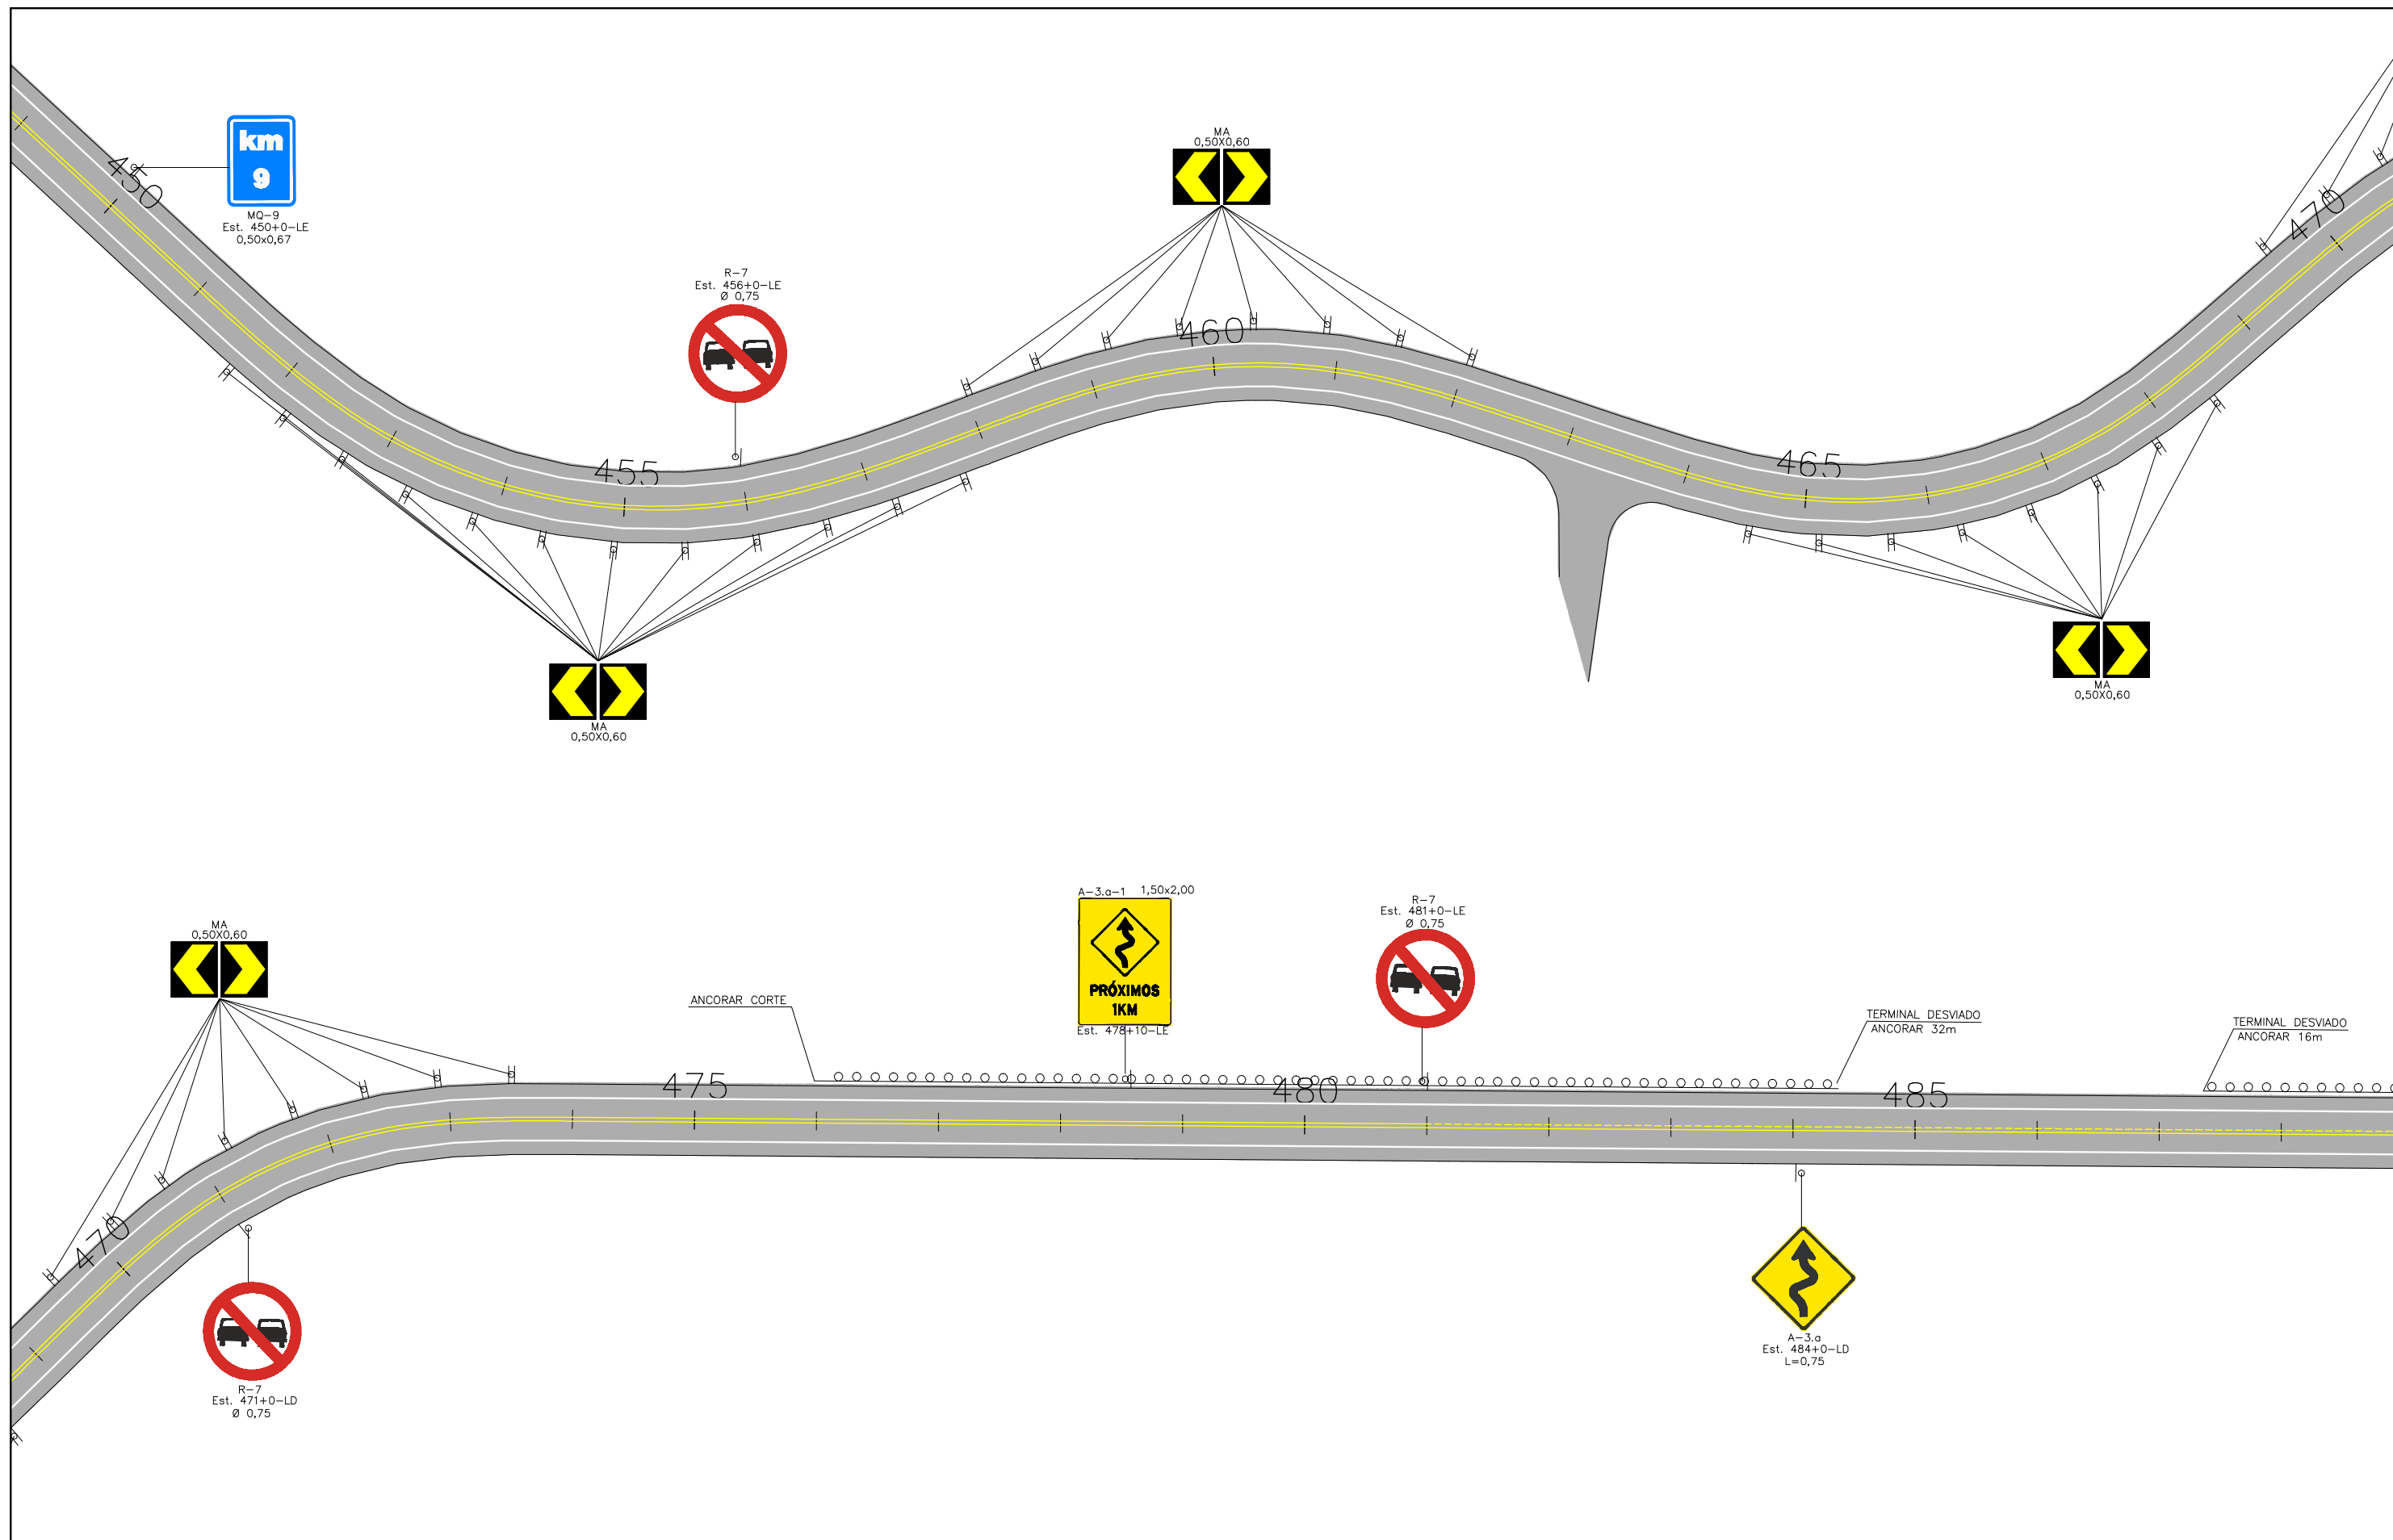 450
km
9
MQ-9
Est. 450+0-LE
0,50x0,67
R-7
Est. 456+0-LE
Ø 0,75
455
MA
0,50X0,60
MA
0,50X0,60
460
465
MA
0,50X0,60
470
MA
0,50X0,60
470
R-7
Est. 471+0-LD
Ø 0,75
475
ANCORAR CORTE
A-3.a-1 1,50x2,00
PRÓXIMOS
1KM
Est. 478+10-LE
R-7
Est. 481+0-LE
Ø 0,75
480
TERMINAL DESVIADO
ANCORAR 32m
485
A-3.a
Est. 484+0-LD
L=0,75
TERMINAL DESVIADO
ANCORAR 16m